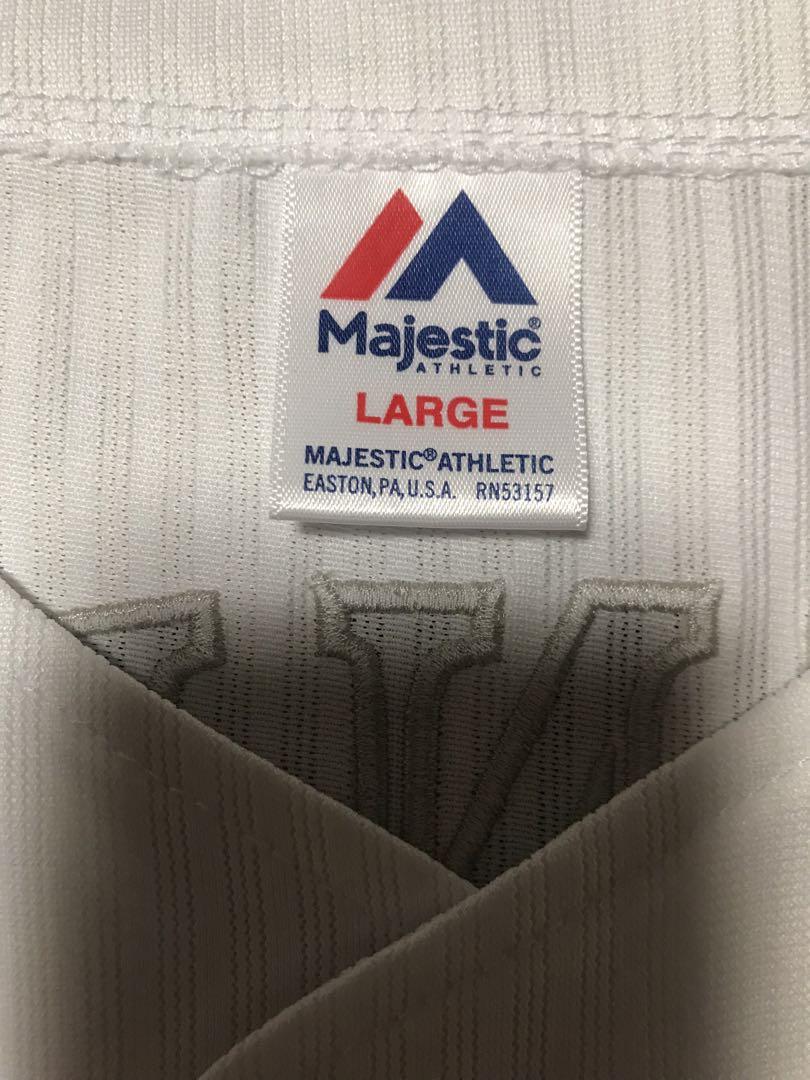 Majestic®
ATHLETIC
LARGE
MAJESTIC®ATHLETIC
EASTON, PA, U.S.A. RN53157